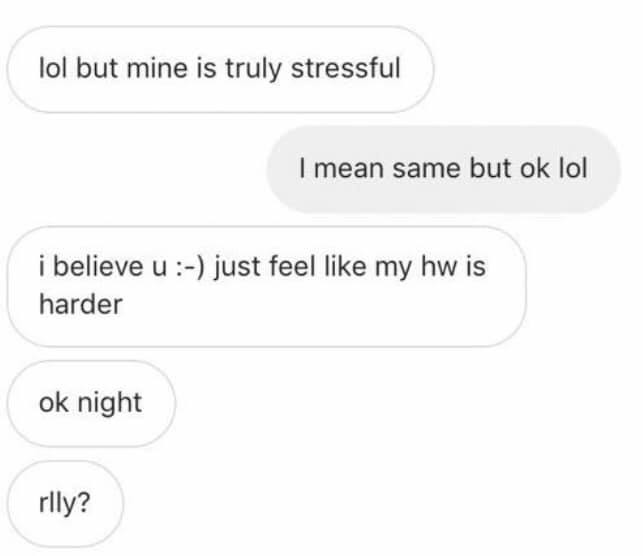 lol but mine is truly stressful
I mean same but ok lol
i believe u :-) just feel like my hw is
harder
ok night
rlly?